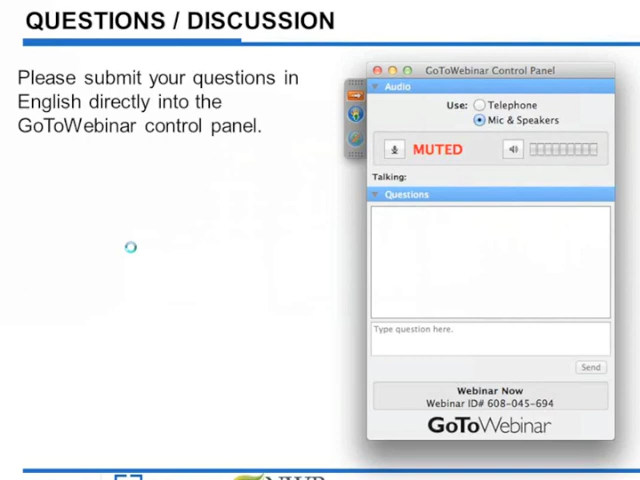 QUESTIONS / DISCUSSION
Please submit your questions in
English directly into the
GoToWebinar control panel.
GoToWebinar Control Panel
Audio
Use: Telephone
Mic & Speakers
MUTED
Talking:
Questions
Type question here.
Send
Webinar Now
Webinar ID# 608-045-694
GoToWebinar